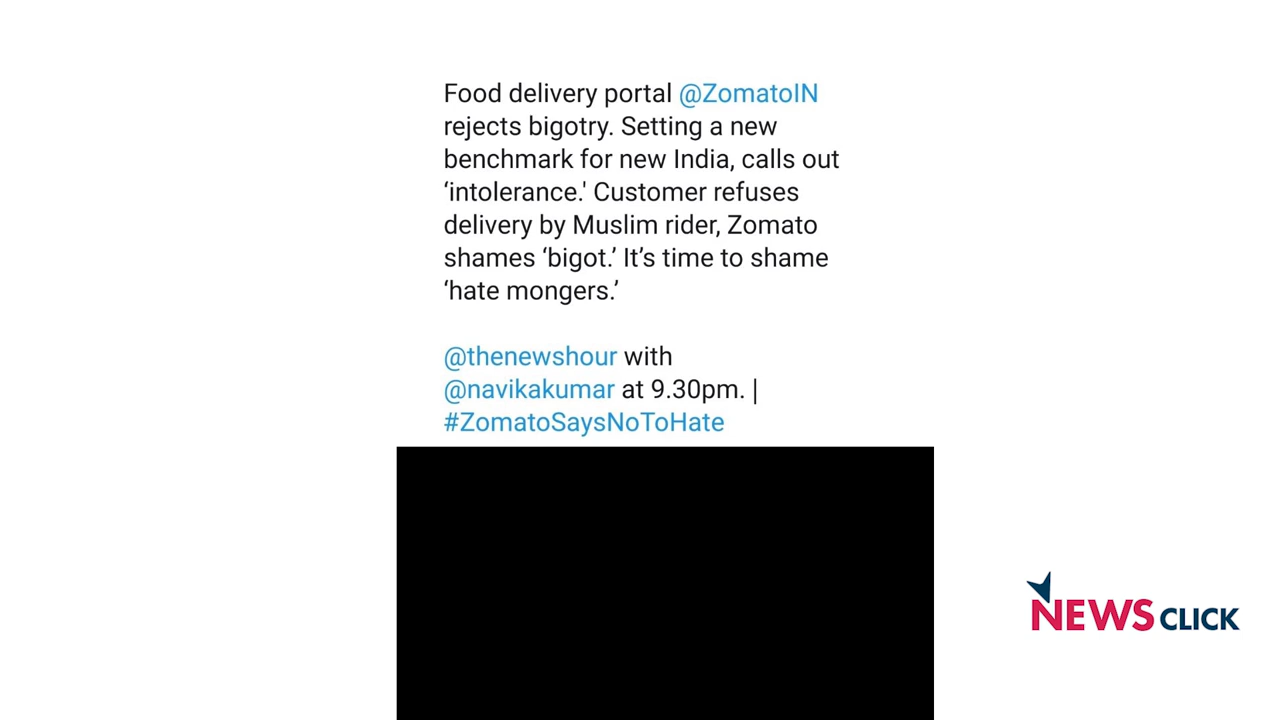 Food delivery portal @ZomatoIN
rejects bigotry. Setting a new
benchmark for new India, calls out
‘intolerance.' Customer refuses
delivery by Muslim rider, Zomato
shames ‘bigot.’ It’s time to shame
‘hate mongers.’
@thenewshour with
@navikakumar at 9.30pm. |
#ZomatoSaysNoToHate
NEWS CLICK